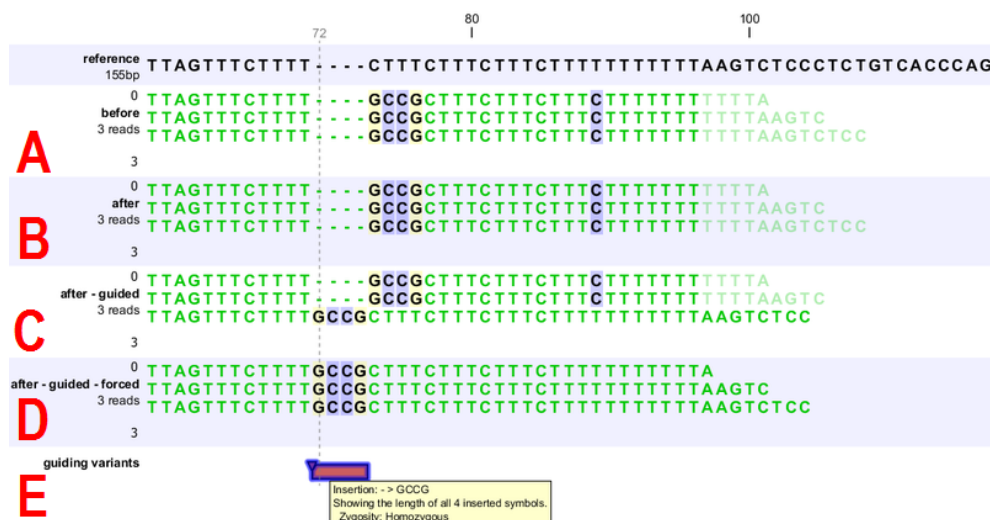 80 100
72
reference TTAGTTTCTTTT----CTTTCTTTCTTTCTTTTTTTTTTTAAGTCTCCCTCTGTCACCCAG
155bp
0 TTAGTTTCTTTT----GCCGCTTTCTTTCTTTCTTTTTTTTTTTA
before TTAGTTTCTTTT----GCCGCTTTCTTTCTTTCTTTTTTTTTTTAAGTC
3 reads TTAGTTTCTTTT----GCCGCTTTCTTTCTTTCTTTTTTTTTTTAAGTCTCC
A
3
0 TTAGTTTCTTTT----GCCGCTTTCTTTCTTTCTTTTTTTTTTTA
after TTAGTTTCTTTT----GCCGCTTTCTTTCTTTCTTTTTTTTTTTAAGTC
3 reads TTAGTTTCTTTT----GCCGCTTTCTTTCTTTCTTTTTTTTTTTAAGTCTCC
B
3
0 TTAGTTTCTTTT----GCCGCTTTCTTTCTTTCTTTTTTTTTTTA
after - guided TTAGTTTCTTTT----GCCGCTTTCTTTCTTTCTTTTTTTTTTTAAGTC
3 reads TTAGTTTCTTTTGCCGCTTTCTTTCTTTCTTTTTTTTTTTAAGTCTCC
C
3
0 TTAGTTTCTTTTGCCGCTTTCTTTCTTTCTTTTTTTTTTTA
after - guided - forced TTAGTTTCTTTTGCCGCTTTCTTTCTTTCTTTTTTTTTTTAAGTC
3 reads TTAGTTTCTTTTGCCGCTTTCTTTCTTTCTTTTTTTTTTTAAGTCTCC
D
3
guiding variants
E
Insertion: - > GCCG
Showing the length of all 4 inserted symbols.
Zygosity: Homozygous